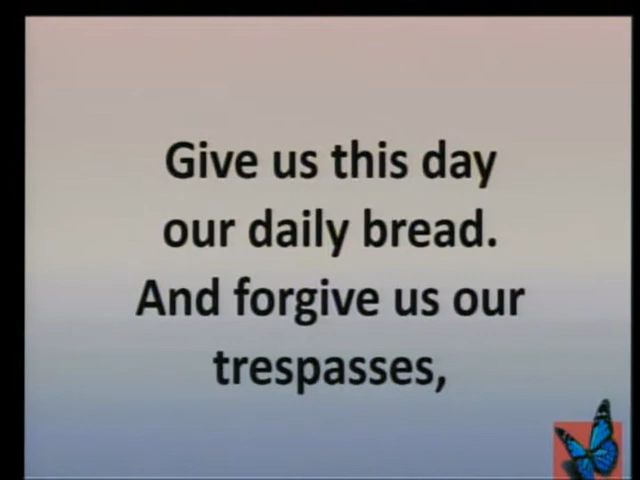 Give us this day
our daily bread.
And forgive us our
trespasses,